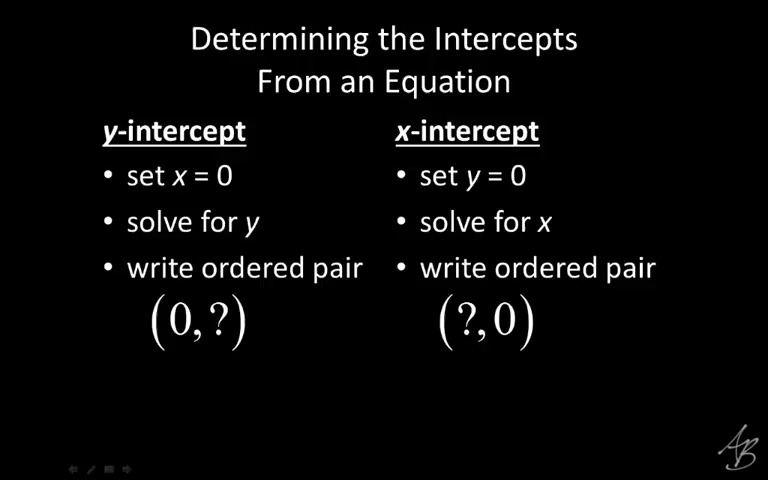 Determining the Intercepts
From an Equation
y-intercept
• set x = 0
• solve for y
• write ordered pair
(0, ?)
x-intercept
• set y = 0
• solve for x
• write ordered pair
(?, 0)
AB